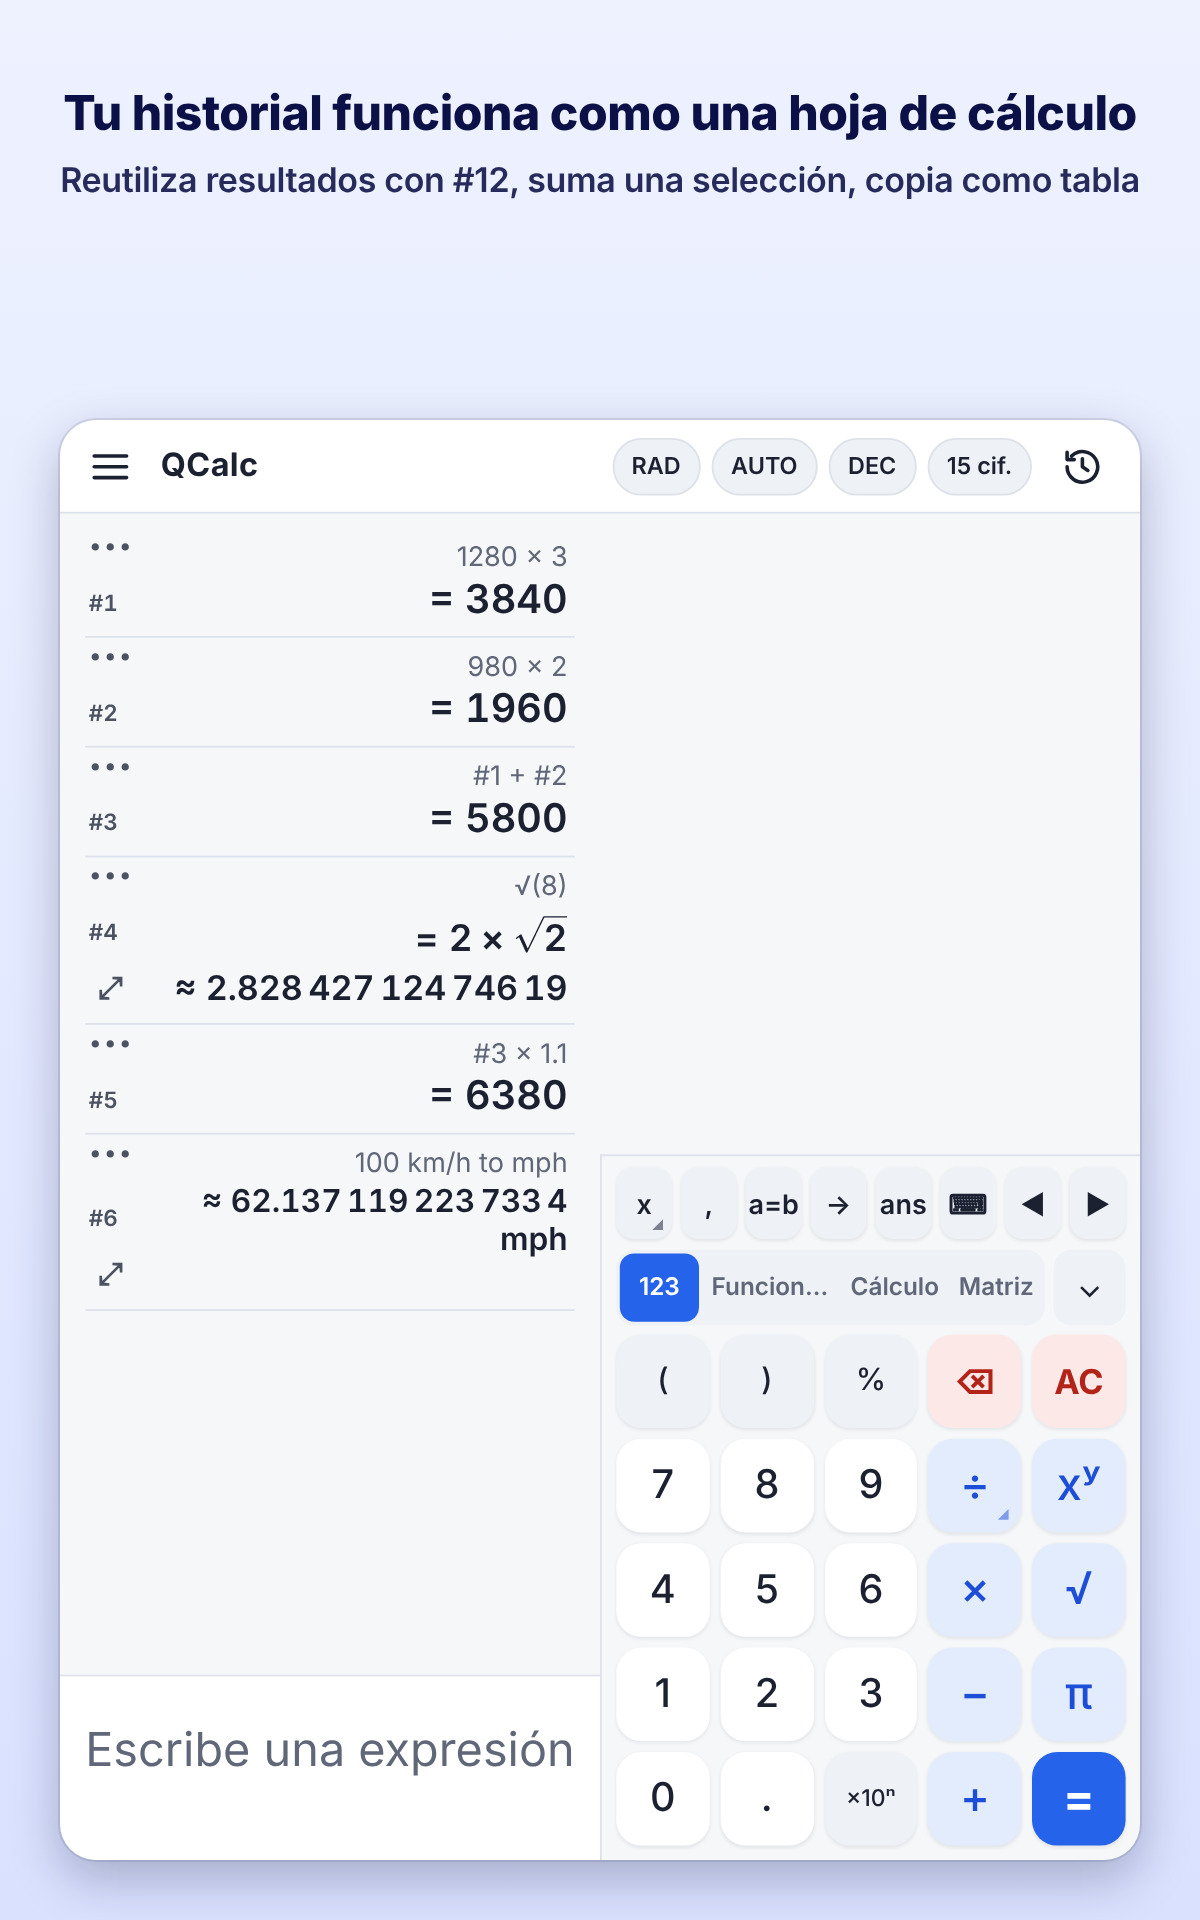 Tu historial funciona como una hoja de cálculo
Reutiliza resultados con #12, suma una selección, copia como tabla
QCalc
RAD
AUTO
DEC
15 cif.
1280 × 3
#1
= 3840
980 × 2
#2
= 1960
#1 + #2
#3
= 5800
√(8)
#4
= 2 × √2
≈ 2.828 427 124 746 19
#3 × 1.1
#5
= 6380
100 km/h to mph
#6
≈ 62.137 119 223 733 4
mph
Escribe una expresión
x , a=b → ans ⌨ ◀ ▶
123 Funcion... Cálculo Matriz
( ) % ⌫ AC
7 8 9 ÷ xʸ
4 5 6 × √
1 2 3 − π
0 . ×10ⁿ + =